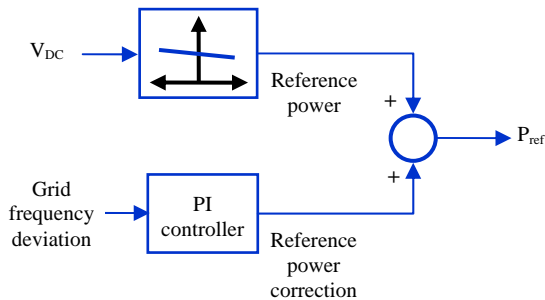 V_DC
Reference
power
+
P_ref
+
Grid
frequency
deviation
PI
controller
Reference
power
correction